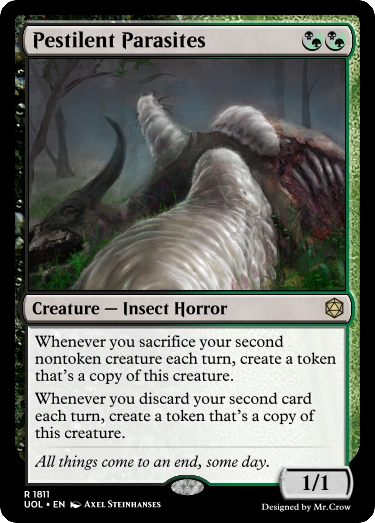 Pestilent Parasites
Creature — Insect Horror
Whenever you sacrifice your second
nontoken creature each turn, create a token
that's a copy of this creature.
Whenever you discard your second card
each turn, create a token that's a copy of
this creature.
All things come to an end, some day.
1/1
R 1811
UOL • EN Axel Steinhanses
Designed by Mr.Crow